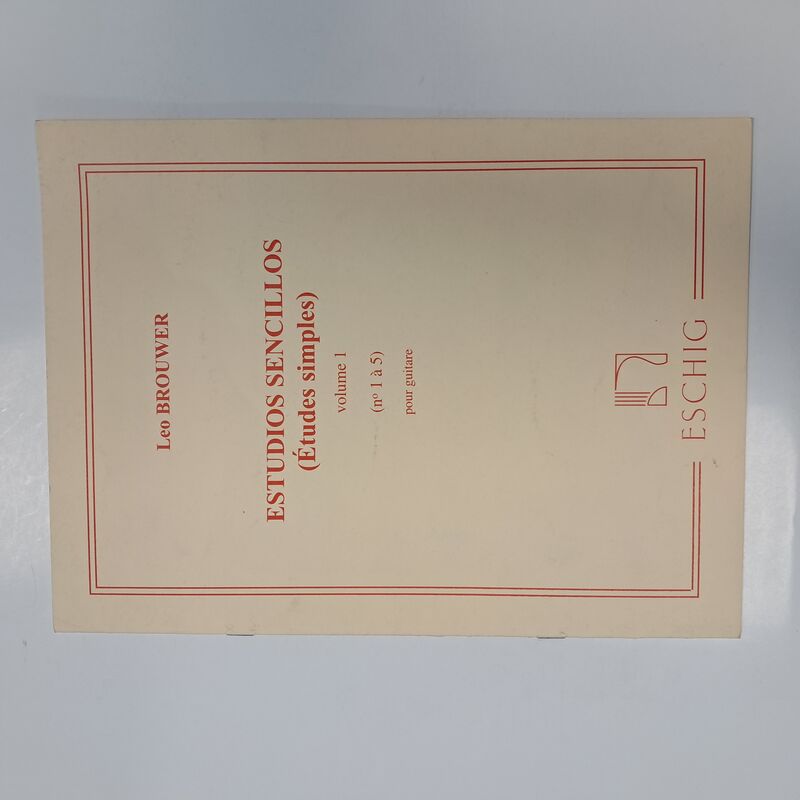 Leo BROUWER
ESTUDIOS SENCILLOS
(Études simples)
volume 1
(nº 1 à 5)
pour guitare
ESCHIG